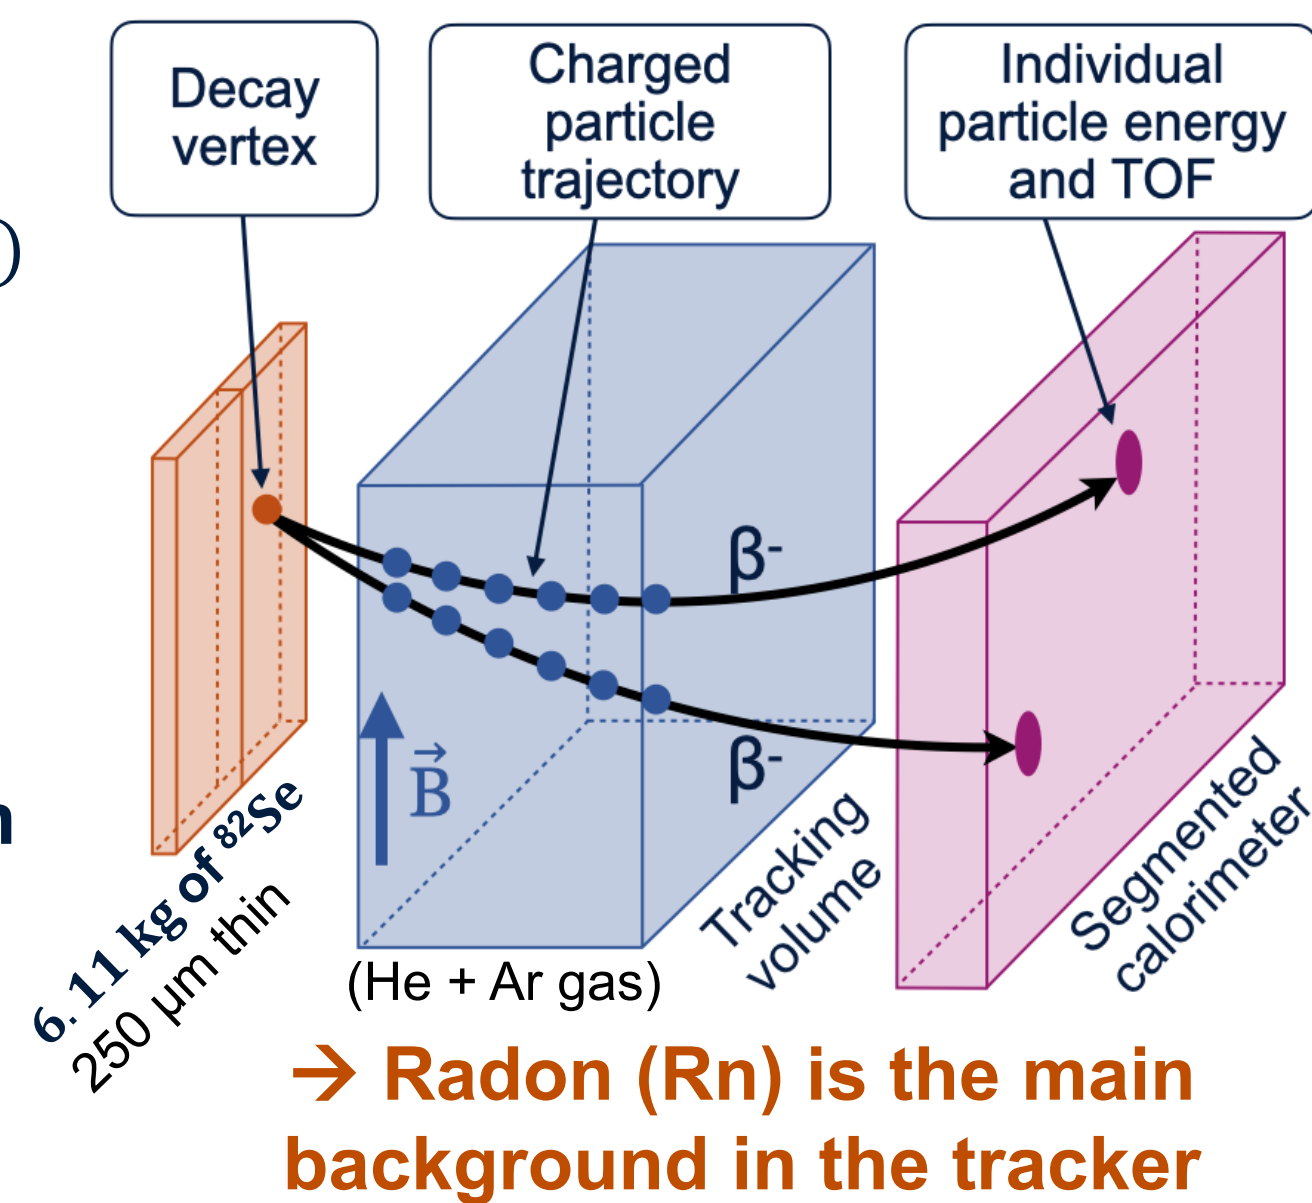 Decay
vertex
Charged
particle
trajectory
Individual
particle energy
and TOF
)
β-
β-
B⃗
n
6.11 kg of ⁸²Se
250 µm thin
(He + Ar gas)
Tracking
volume
Segmented
calorimeter
→ Radon (Rn) is the main
background in the tracker